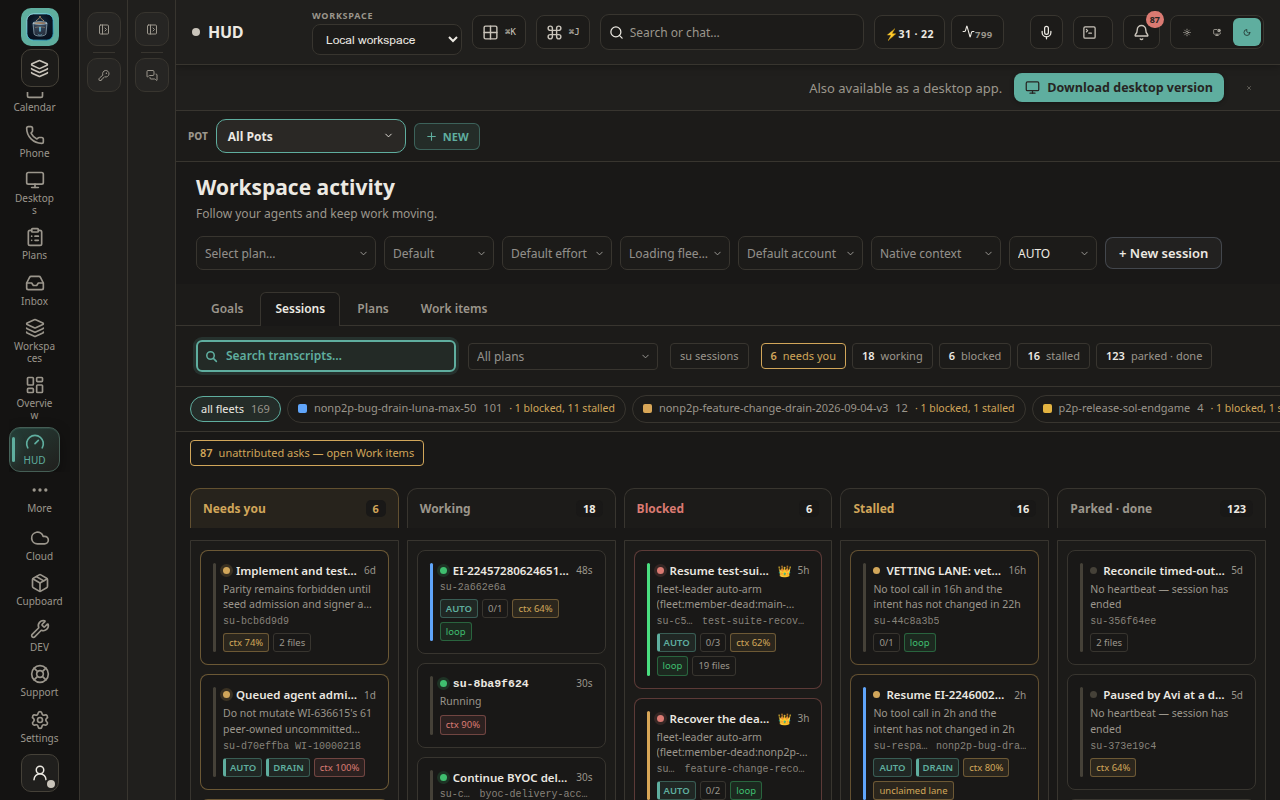 HUD
WORKSPACE
Local workspace
⌘K
⌘J
Search or chat...
⚡31 · 22
799
87
Also available as a desktop app.
Download desktop version
×
Calendar
Phone
Desktop
s
Plans
Inbox
Workspa
ces
Overvie
w
HUD
More
Cloud
Cupboard
DEV
Support
Settings
POT
All Pots
+ NEW
Workspace activity
Follow your agents and keep work moving.
Select plan...
Default
Default effort
Loading flee...
Default account
Native context
AUTO
+ New session
Goals
Sessions
Plans
Work items
Search transcripts...
All plans
su sessions
6 needs you
18 working
6 blocked
16 stalled
123 parked · done
all fleets 169
nonp2p-bug-drain-luna-max-50 101 · 1 blocked, 11 stalled
nonp2p-feature-change-drain-2026-09-04-v3 12 · 1 blocked, 1 stalled
p2p-release-sol-endgame 4 · 1 blocked, 1 s
87 unattributed asks — open Work items
Needs you 6
Implement and test... 6d
Parity remains forbidden until
seed admission and signer a...
su-bcb6d9d9
ctx 74% 2 files
Queued agent admi... 1d
Do not mutate WI-636615's 61
peer-owned uncommitted...
su-d70effba WI-10000218
AUTO DRAIN ctx 100%
Working 18
EI-22457280624651... 48s
su-2a662e6a
AUTO 0/1 ctx 64%
loop
su-8ba9f624 30s
Running
ctx 90%
Continue BYOC del... 30s
su-c… byoc-delivery-acc…
Blocked 6
Resume test-sui... 👑 5h
fleet-leader auto-arm
(fleet:member-dead:main-...
su-c5… test-suite-recov…
AUTO 0/3 ctx 62%
loop 19 files
Recover the dea... 👑 3h
fleet-leader auto-arm
(fleet:member-dead:nonp2p-...
su… feature-change-reco…
AUTO 0/2 loop
Stalled 16
VETTING LANE: vet... 16h
No tool call in 16h and the
intent has not changed in 22h
su-44c8a3b5
0/1 loop
Resume EI-2246002... 2h
No tool call in 2h and the
intent has not changed in 2h
su-respa… nonp2p-bug-dra…
AUTO DRAIN ctx 80%
unclaimed lane
Parked · done 123
Reconcile timed-out... 5d
No heartbeat — session has
ended
su-356f64ee
2 files
Paused by Avi at a d... 5d
No heartbeat — session has
ended
su-373e19c4
ctx 64%